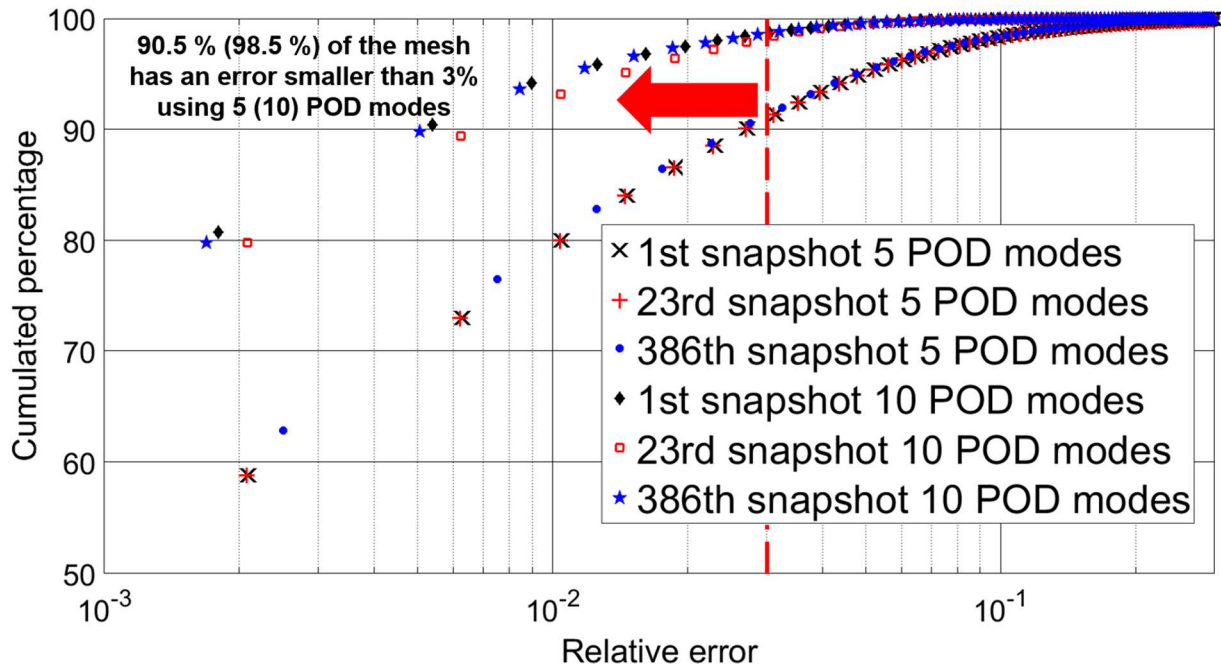 90.5 % (98.5 %) of the mesh
has an error smaller than 3%
using 5 (10) POD modes
Cumulated percentage
100
90
80
70
60
50
1st snapshot 5 POD modes
23rd snapshot 5 POD modes
386th snapshot 5 POD modes
1st snapshot 10 POD modes
23rd snapshot 10 POD modes
386th snapshot 10 POD modes
10⁻³ 10⁻² 10⁻¹
Relative error